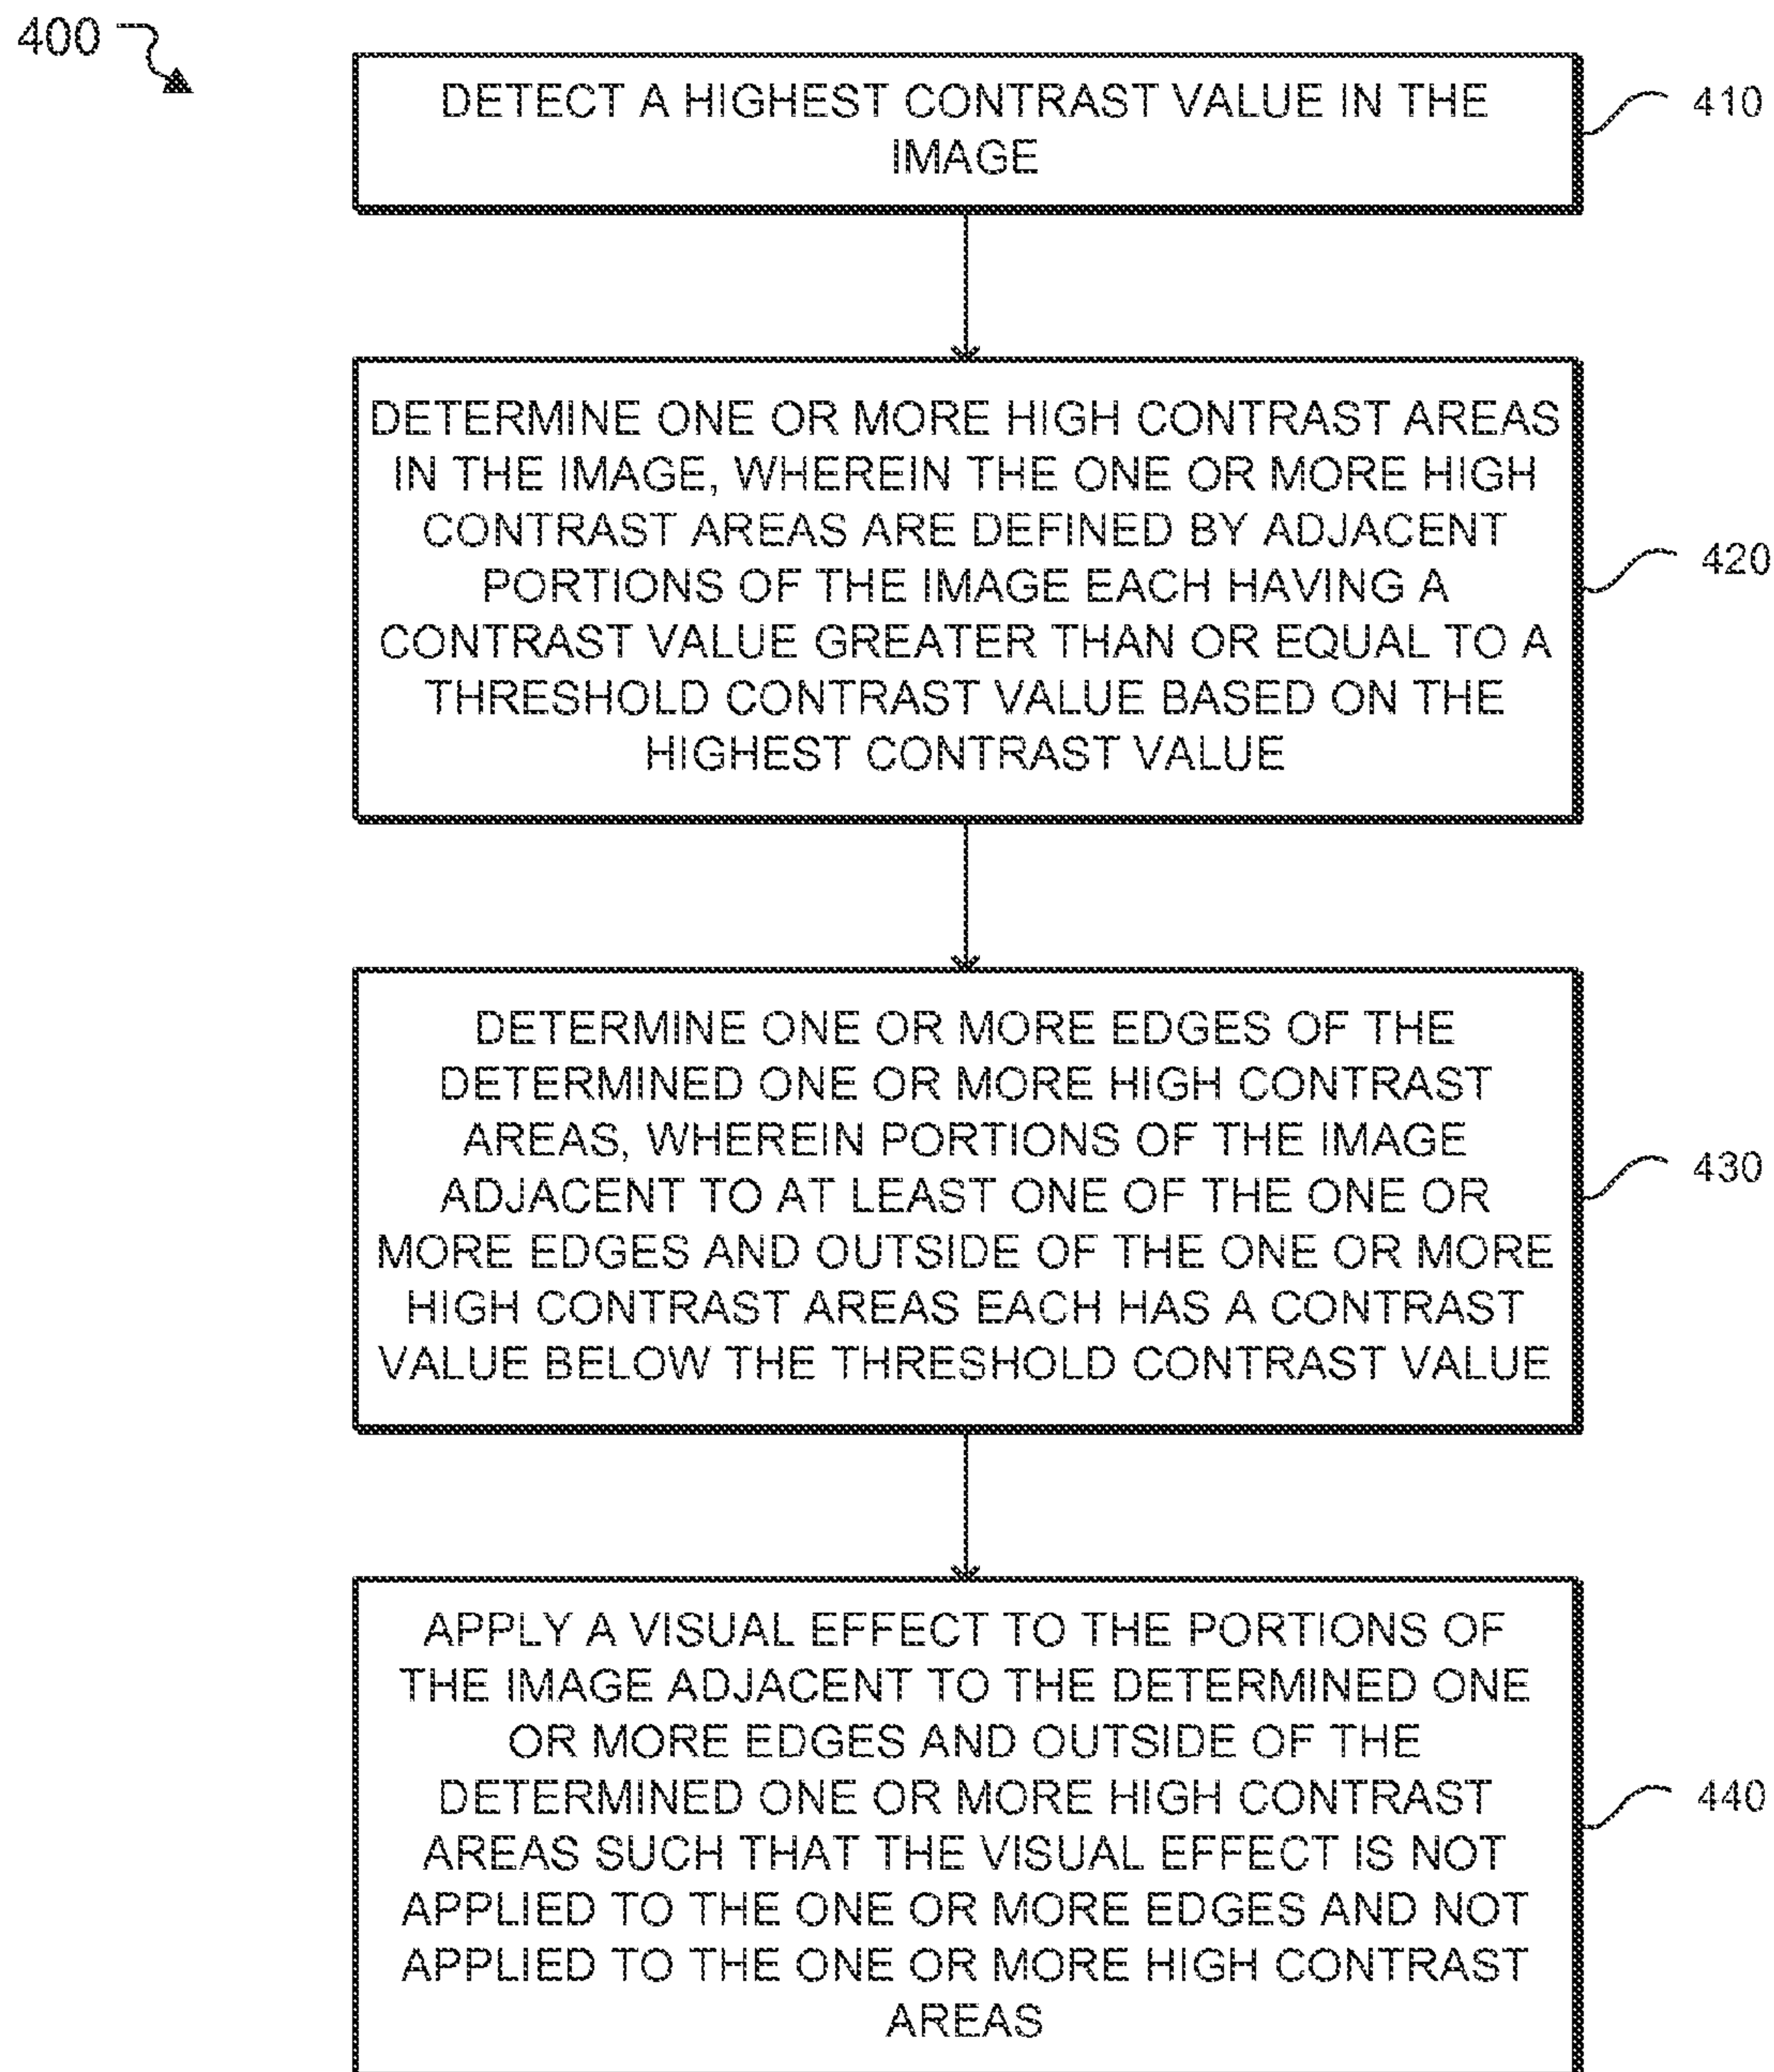 400
DETECT A HIGHEST CONTRAST VALUE IN THE
IMAGE
410
DETERMINE ONE OR MORE HIGH CONTRAST AREAS
IN THE IMAGE, WHEREIN THE ONE OR MORE HIGH
CONTRAST AREAS ARE DEFINED BY ADJACENT
PORTIONS OF THE IMAGE EACH HAVING A
CONTRAST VALUE GREATER THAN OR EQUAL TO A
THRESHOLD CONTRAST VALUE BASED ON THE
HIGHEST CONTRAST VALUE
420
DETERMINE ONE OR MORE EDGES OF THE
DETERMINED ONE OR MORE HIGH CONTRAST
AREAS, WHEREIN PORTIONS OF THE IMAGE
ADJACENT TO AT LEAST ONE OF THE ONE OR
MORE EDGES AND OUTSIDE OF THE ONE OR MORE
HIGH CONTRAST AREAS EACH HAS A CONTRAST
VALUE BELOW THE THRESHOLD CONTRAST VALUE
430
APPLY A VISUAL EFFECT TO THE PORTIONS OF
THE IMAGE ADJACENT TO THE DETERMINED ONE
OR MORE EDGES AND OUTSIDE OF THE
DETERMINED ONE OR MORE HIGH CONTRAST
AREAS SUCH THAT THE VISUAL EFFECT IS NOT
APPLIED TO THE ONE OR MORE EDGES AND NOT
APPLIED TO THE ONE OR MORE HIGH CONTRAST
AREAS
440